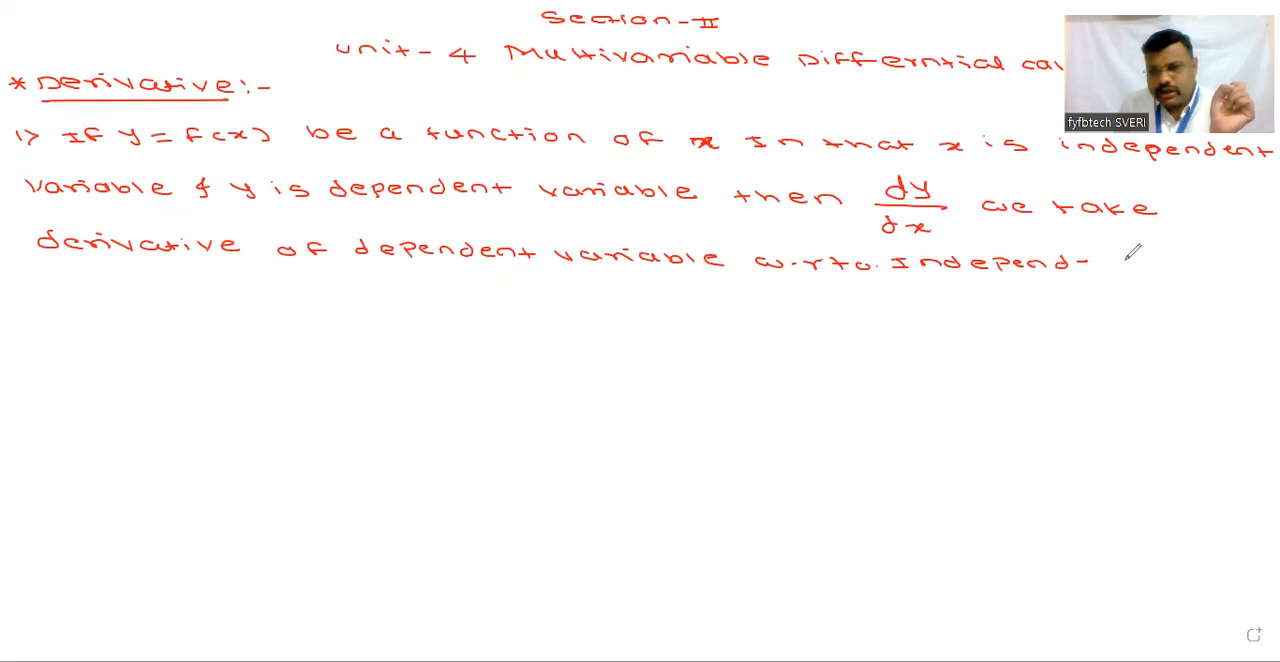 Section-II
Unit-4 Multivariable Differntial cal
* Derivative:-
1) If y = f(x) be a function of x In that x is independent
variable & y is dependent variable then dy/dx we take
derivative of dependent variable w.r.to. Independ-
fyfbtech SVERI